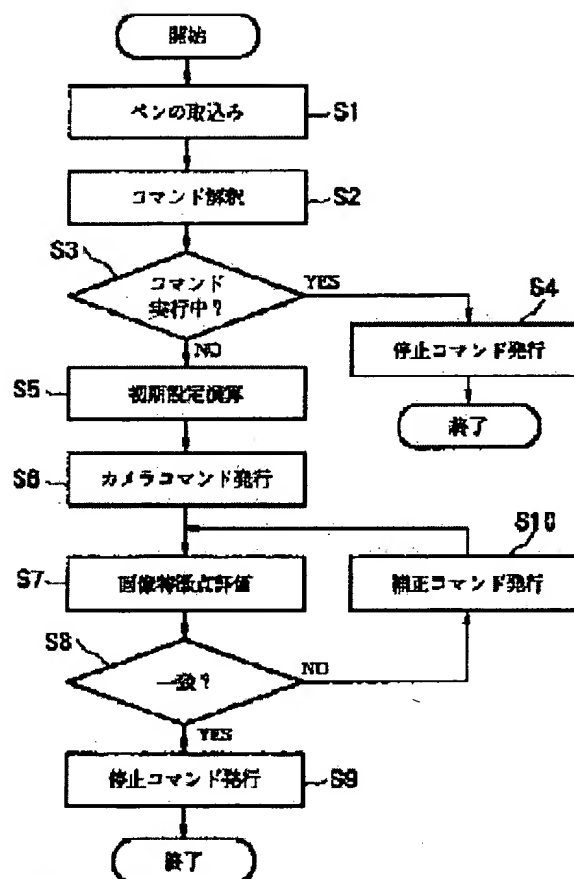 開始
ペンの取込み
S1
コマンド解釈
S2
S3
コマンド
実行中?
YES
S4
停止コマンド発行
終了
NO
S5
初期設定演算
S6
カメラコマンド発行
S7
画像特徴点評価
S10
補正コマンド発行
S8
一致?
NO
YES
停止コマンド発行
S9
終了